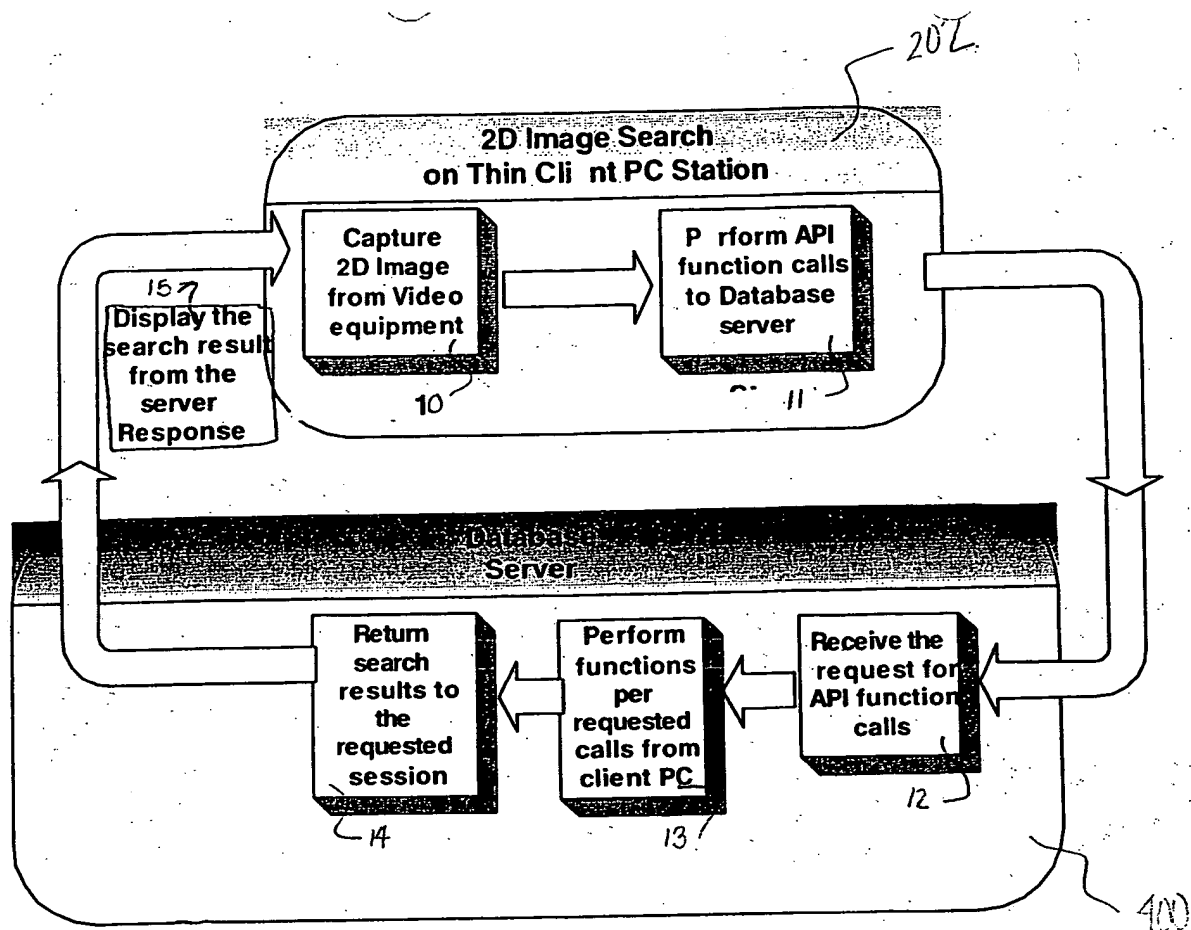 202
2D Image Search
on Thin Cli nt PC Station
Capture
2D Image
from Video
equipment
10
P rform API
function calls
to Database
server
11
15
Display the
search result
from the
server
Response
Database
Server
Return
search
results to
the
requested
session
14
Perform
functions
per
requested
calls from
client PC
13
Receive the
request for
API function
calls
12
400